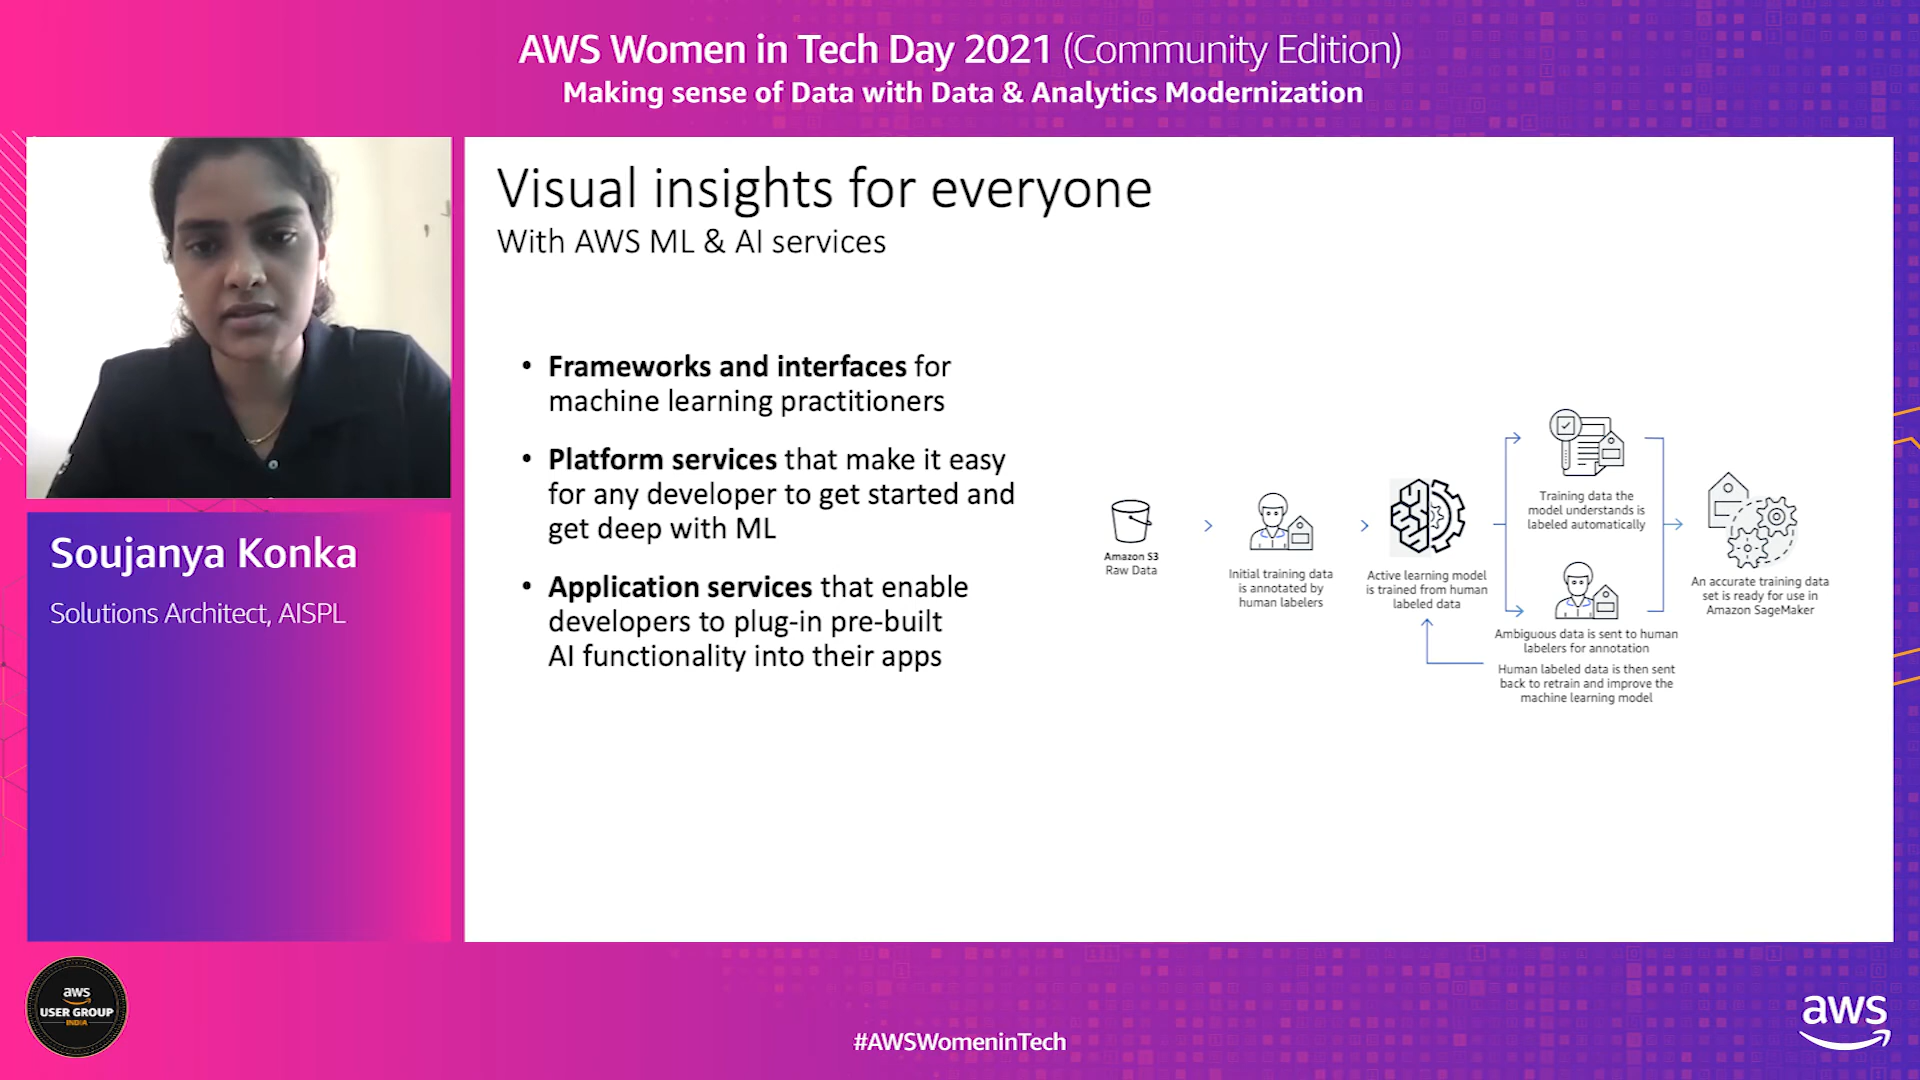 AWS Women in Tech Day 2021 (Community Edition)
Making sense of Data with Data & Analytics Modernization
Soujanya Konka
Solutions Architect, AISPL
Visual insights for everyone
With AWS ML & AI services
• Frameworks and interfaces for
machine learning practitioners
• Platform services that make it easy
for any developer to get started and
get deep with ML
• Application services that enable
developers to plug-in pre-built
AI functionality into their apps
Amazon S3
Raw Data
Initial training data
is annotated by
human labelers
Active learning model
is trained from human
labeled data
Training data the
model understands is
labeled automatically
Ambiguous data is sent to human
labelers for annotation
Human labeled data is then sent
back to retrain and improve the
machine learning model
An accurate training data
set is ready for use in
Amazon SageMaker
aws
USER GROUP
INDIA
#AWSWomeninTech
aws